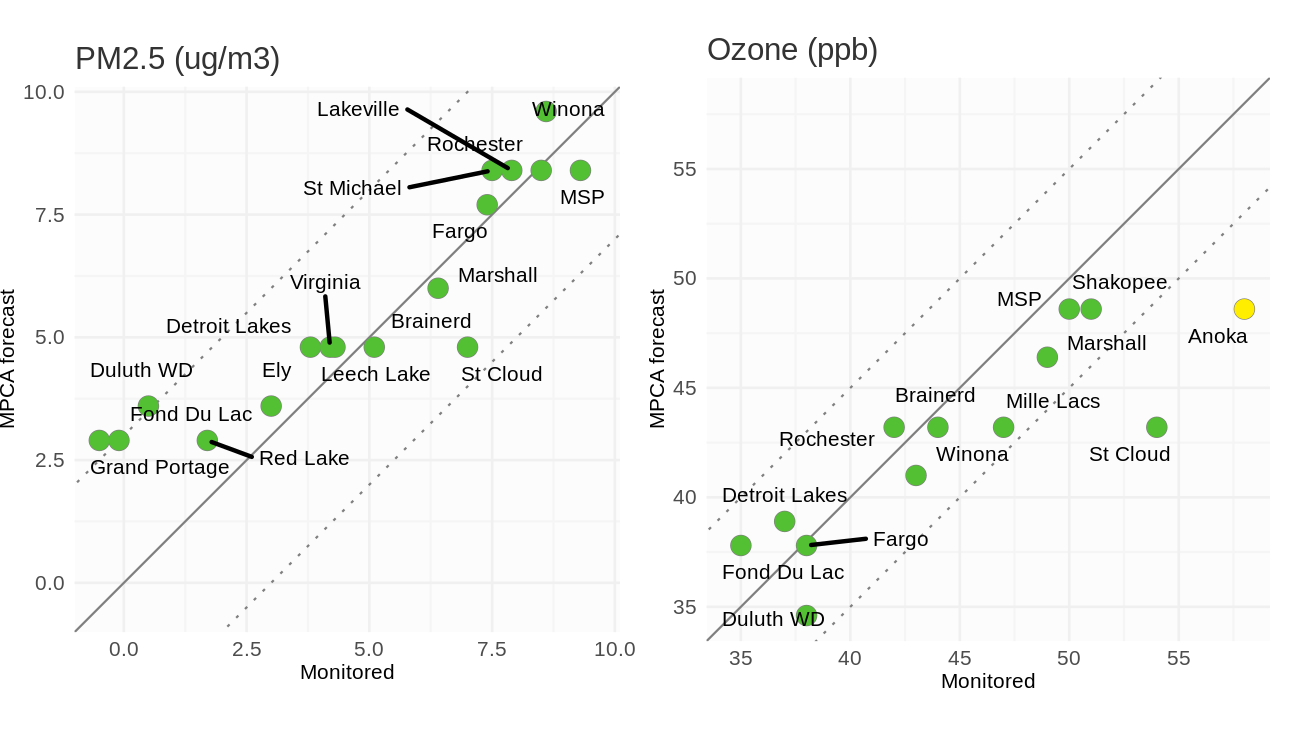 PM2.5 (ug/m3)
MPCA forecast
10.0
7.5
5.0
2.5
0.0
Lakeville
Winona
Rochester
St Michael
MSP
Fargo
Virginia
Marshall
Detroit Lakes
Brainerd
Duluth WD
Ely
Leech Lake
St Cloud
Fond Du Lac
Grand Portage
Red Lake
0.0
2.5
5.0
7.5
10.0
Monitored
Ozone (ppb)
MPCA forecast
55
50
45
40
35
MSP
Shakopee
Anoka
Marshall
Brainerd
Mille Lacs
Rochester
Winona
St Cloud
Detroit Lakes
Fargo
Fond Du Lac
Duluth WD
35
40
45
50
55
Monitored